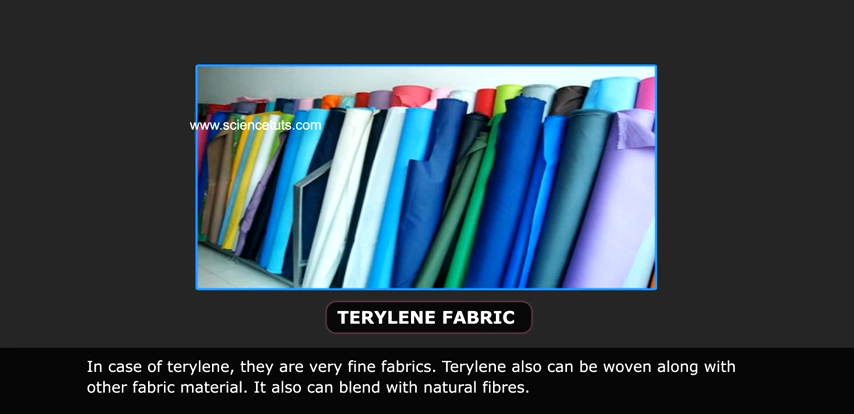 www.sciencetuts.com
TERYLENE FABRIC
In case of terylene, they are very fine fabrics. Terylene also can be woven along with
other fabric material. It also can blend with natural fibres.